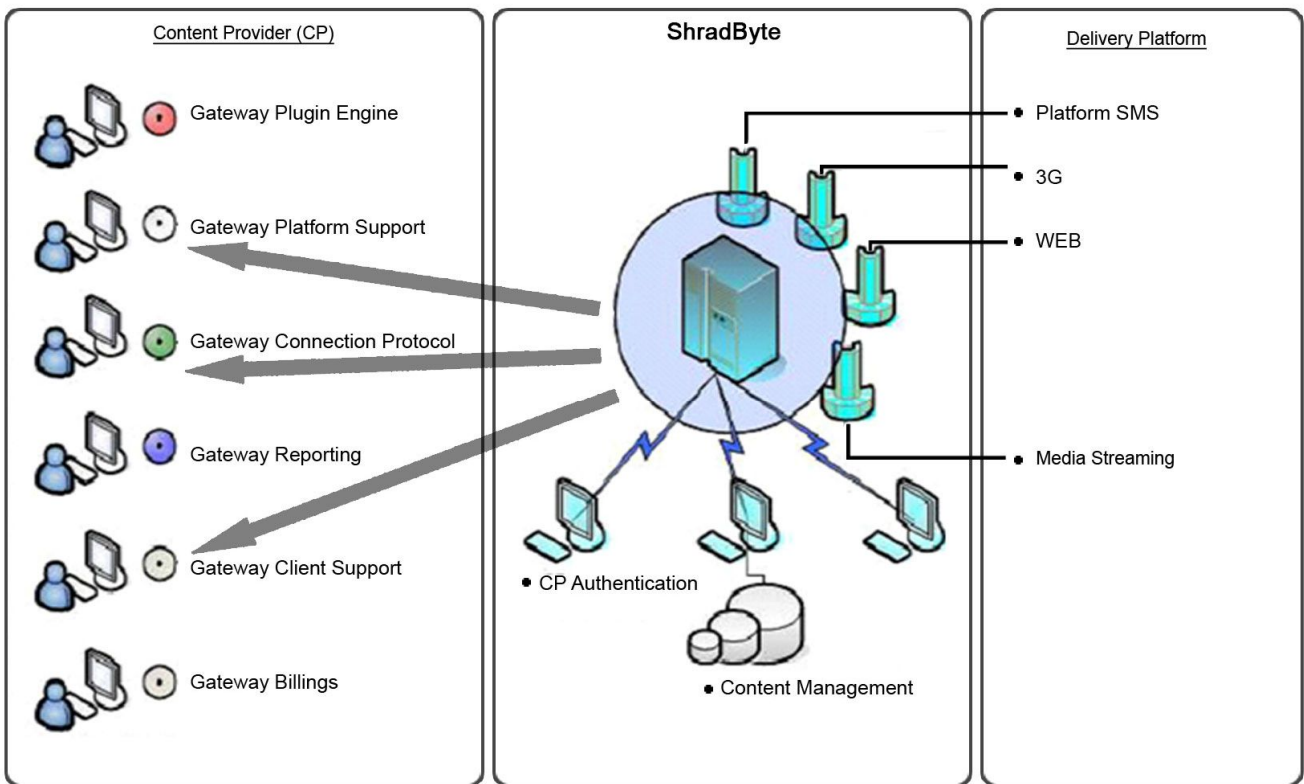 Content Provider (CP)
Gateway Plugin Engine
Gateway Platform Support
Gateway Connection Protocol
Gateway Reporting
Gateway Client Support
Gateway Billings
ShradByte
• CP Authentication
• Content Management
Delivery Platform
• Platform SMS
• 3G
• WEB
• Media Streaming